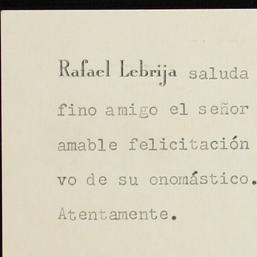 Rafael Lebrija saluda
fino amigo el señor
amable felicitación
vo de su onomástico.
Atentamente.